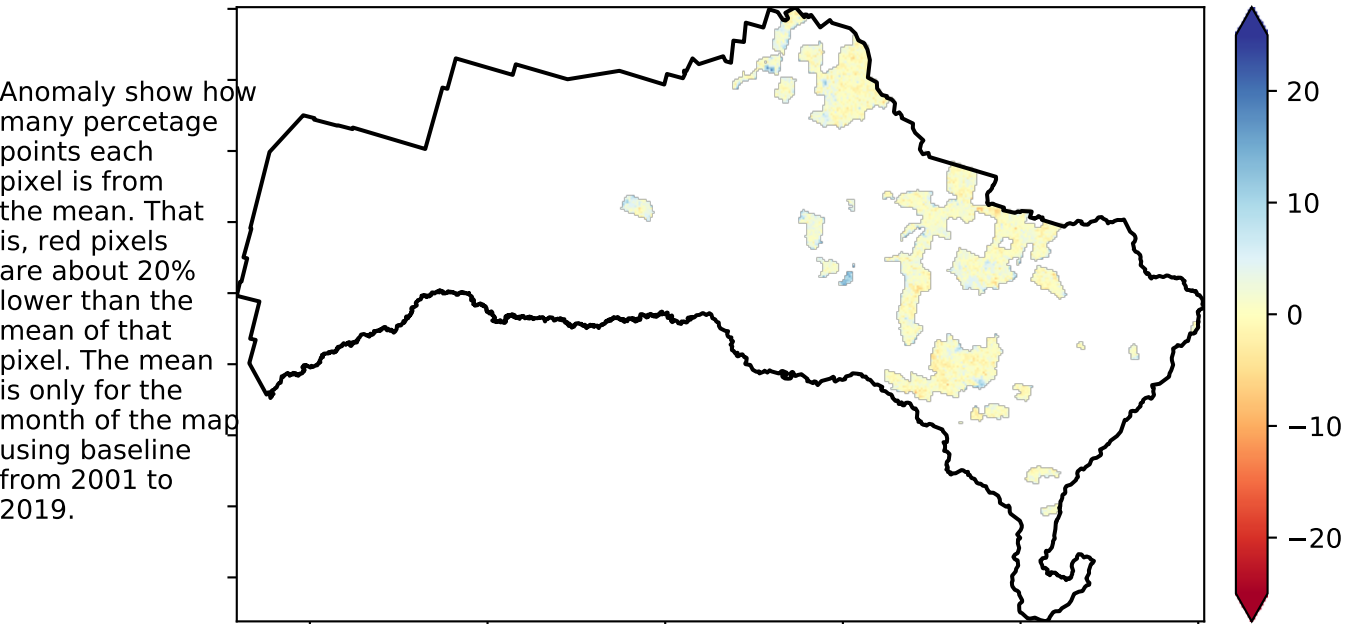 Anomaly show how
many percetage
points each
pixel is from
the mean. That
is, red pixels
are about 20%
lower than the
mean of that
pixel. The mean
is only for the
month of the map
using baseline
from 2001 to
2019.
20
10
0
−10
−20